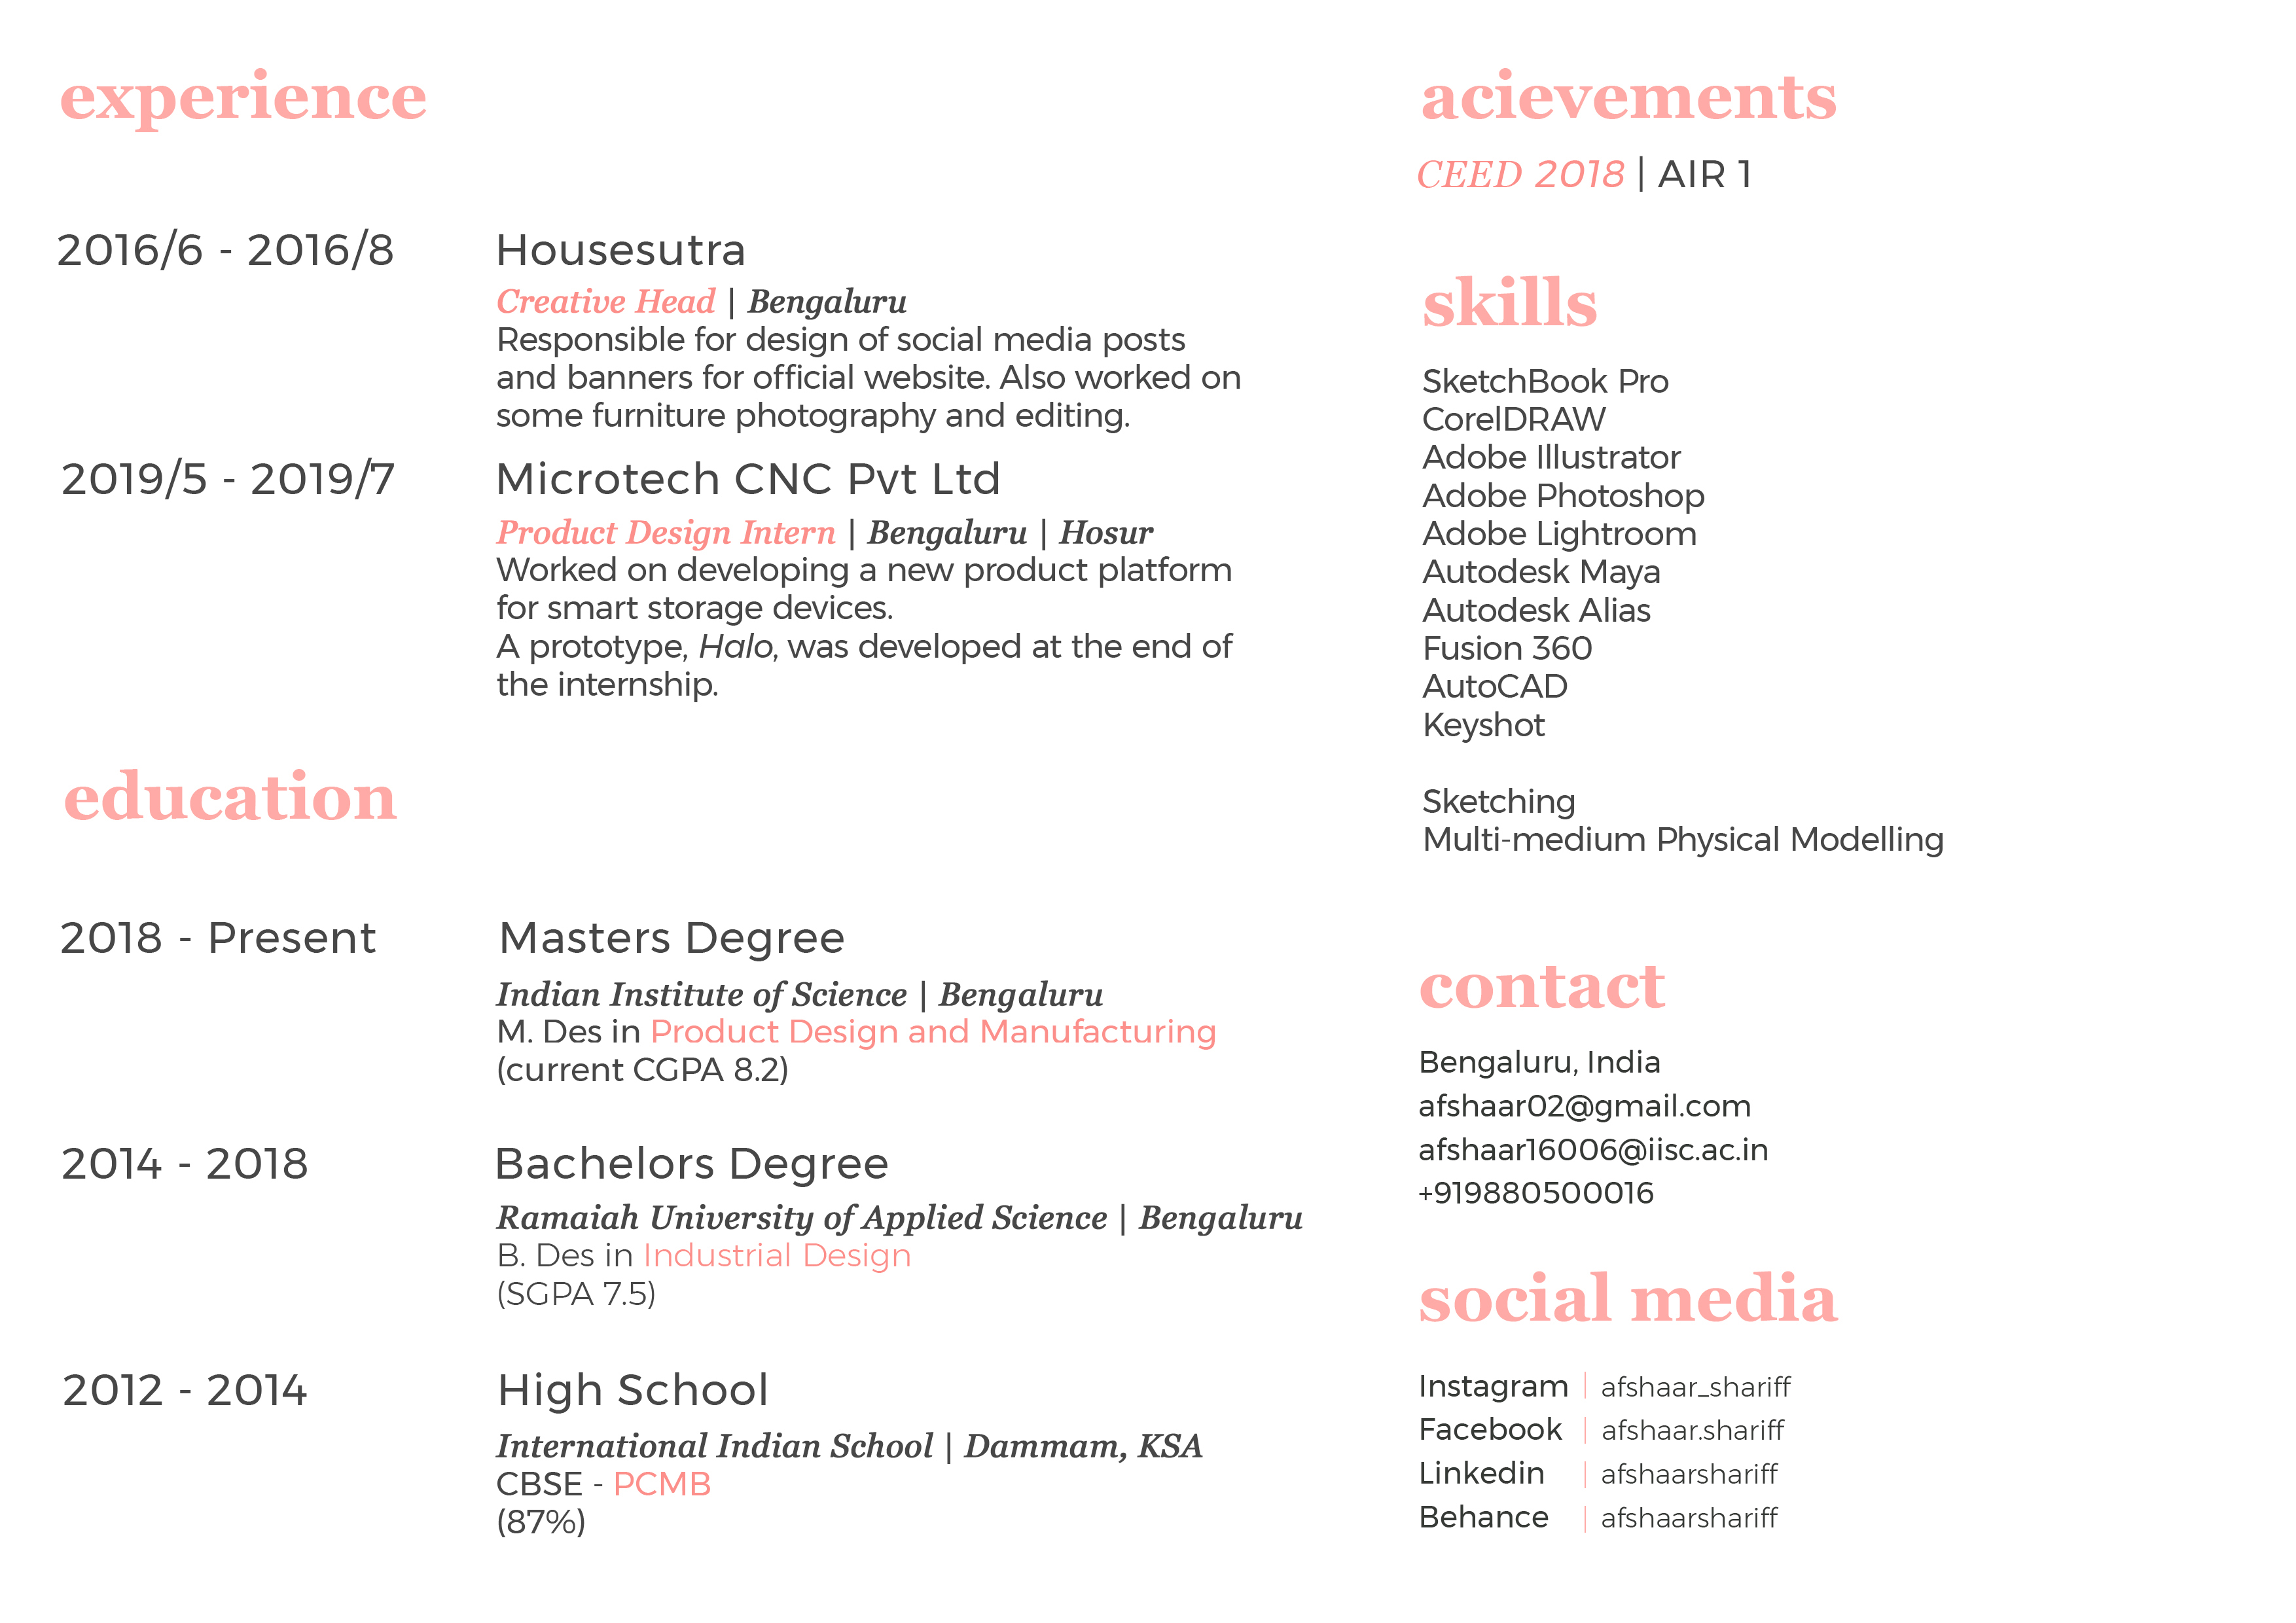 experience
2016/6 - 2016/8
Housesutra
Creative Head | Bengaluru
Responsible for design of social media posts
and banners for official website. Also worked on
some furniture photography and editing.
2019/5 - 2019/7
Microtech CNC Pvt Ltd
Product Design Intern | Bengaluru | Hosur
Worked on developing a new product platform
for smart storage devices.
A prototype, Halo, was developed at the end of
the internship.
education
2018 - Present
Masters Degree
Indian Institute of Science | Bengaluru
M. Des in Product Design and Manufacturing
(current CGPA 8.2)
2014 - 2018
Bachelors Degree
Ramaiah University of Applied Science | Bengaluru
B. Des in Industrial Design
(SGPA 7.5)
2012 - 2014
High School
International Indian School | Dammam, KSA
CBSE - PCMB
(87%)
acievements
CEED 2018 | AIR 1
skills
SketchBook Pro
CorelDRAW
Adobe Illustrator
Adobe Photoshop
Adobe Lightroom
Autodesk Maya
Autodesk Alias
Fusion 360
AutoCAD
Keyshot
Sketching
Multi-medium Physical Modelling
contact
Bengaluru, India
afshaar02@gmail.com
afshaar16006@iisc.ac.in
+919880500016
social media
Instagram | afshaar_shariff
Facebook | afshaar.shariff
Linkedin | afshaarshariff
Behance | afshaarshariff